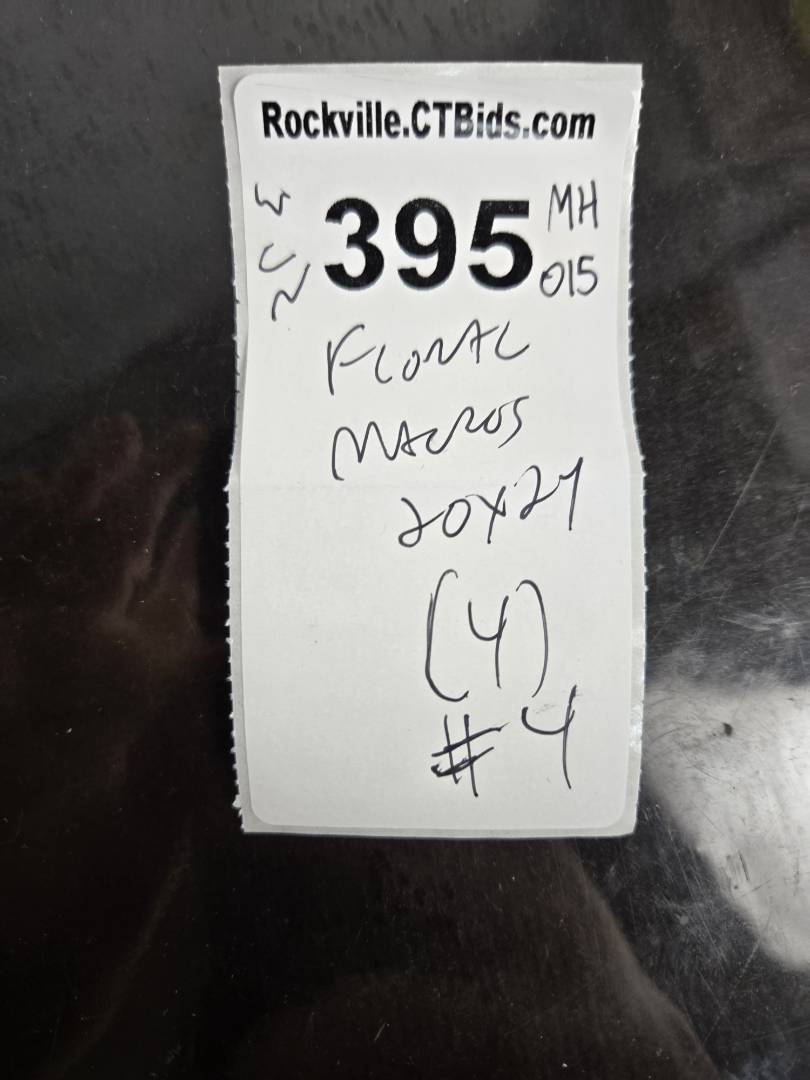 Rockville.CTBids.com
395
MH
015
FLORAL
MACROS
20X24
(4)
#4